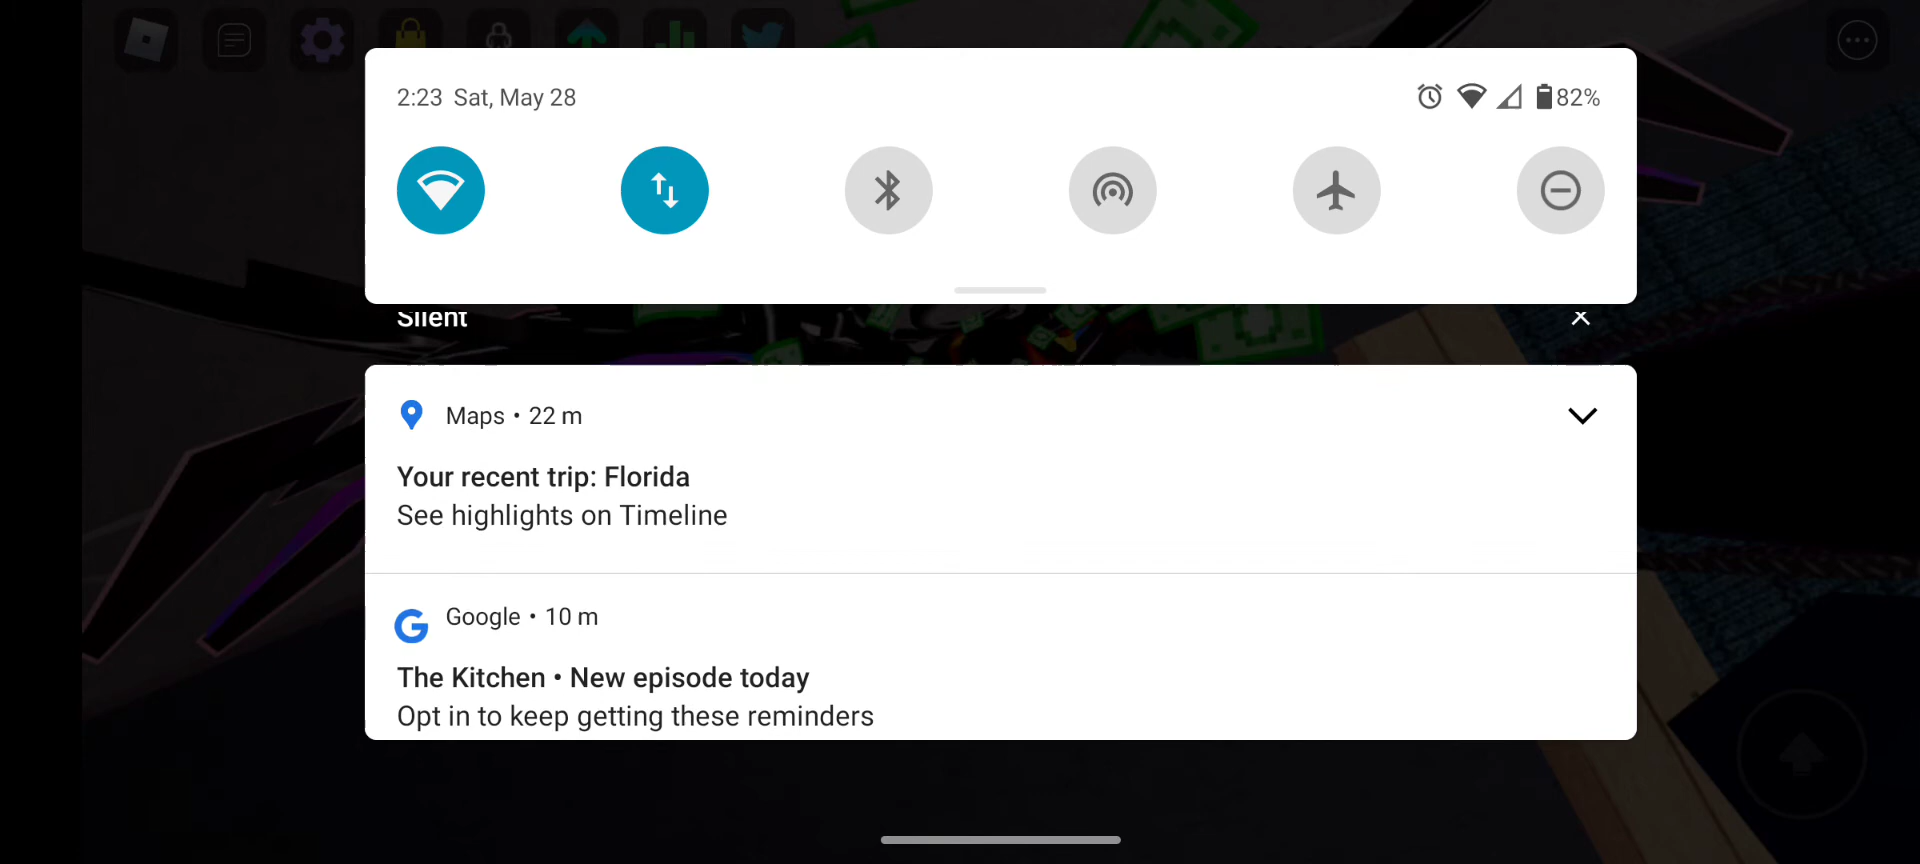 2:23 Sat, May 28
82%
Silent
Maps • 22 m
Your recent trip: Florida
See highlights on Timeline
Google • 10 m
The Kitchen • New episode today
Opt in to keep getting these reminders